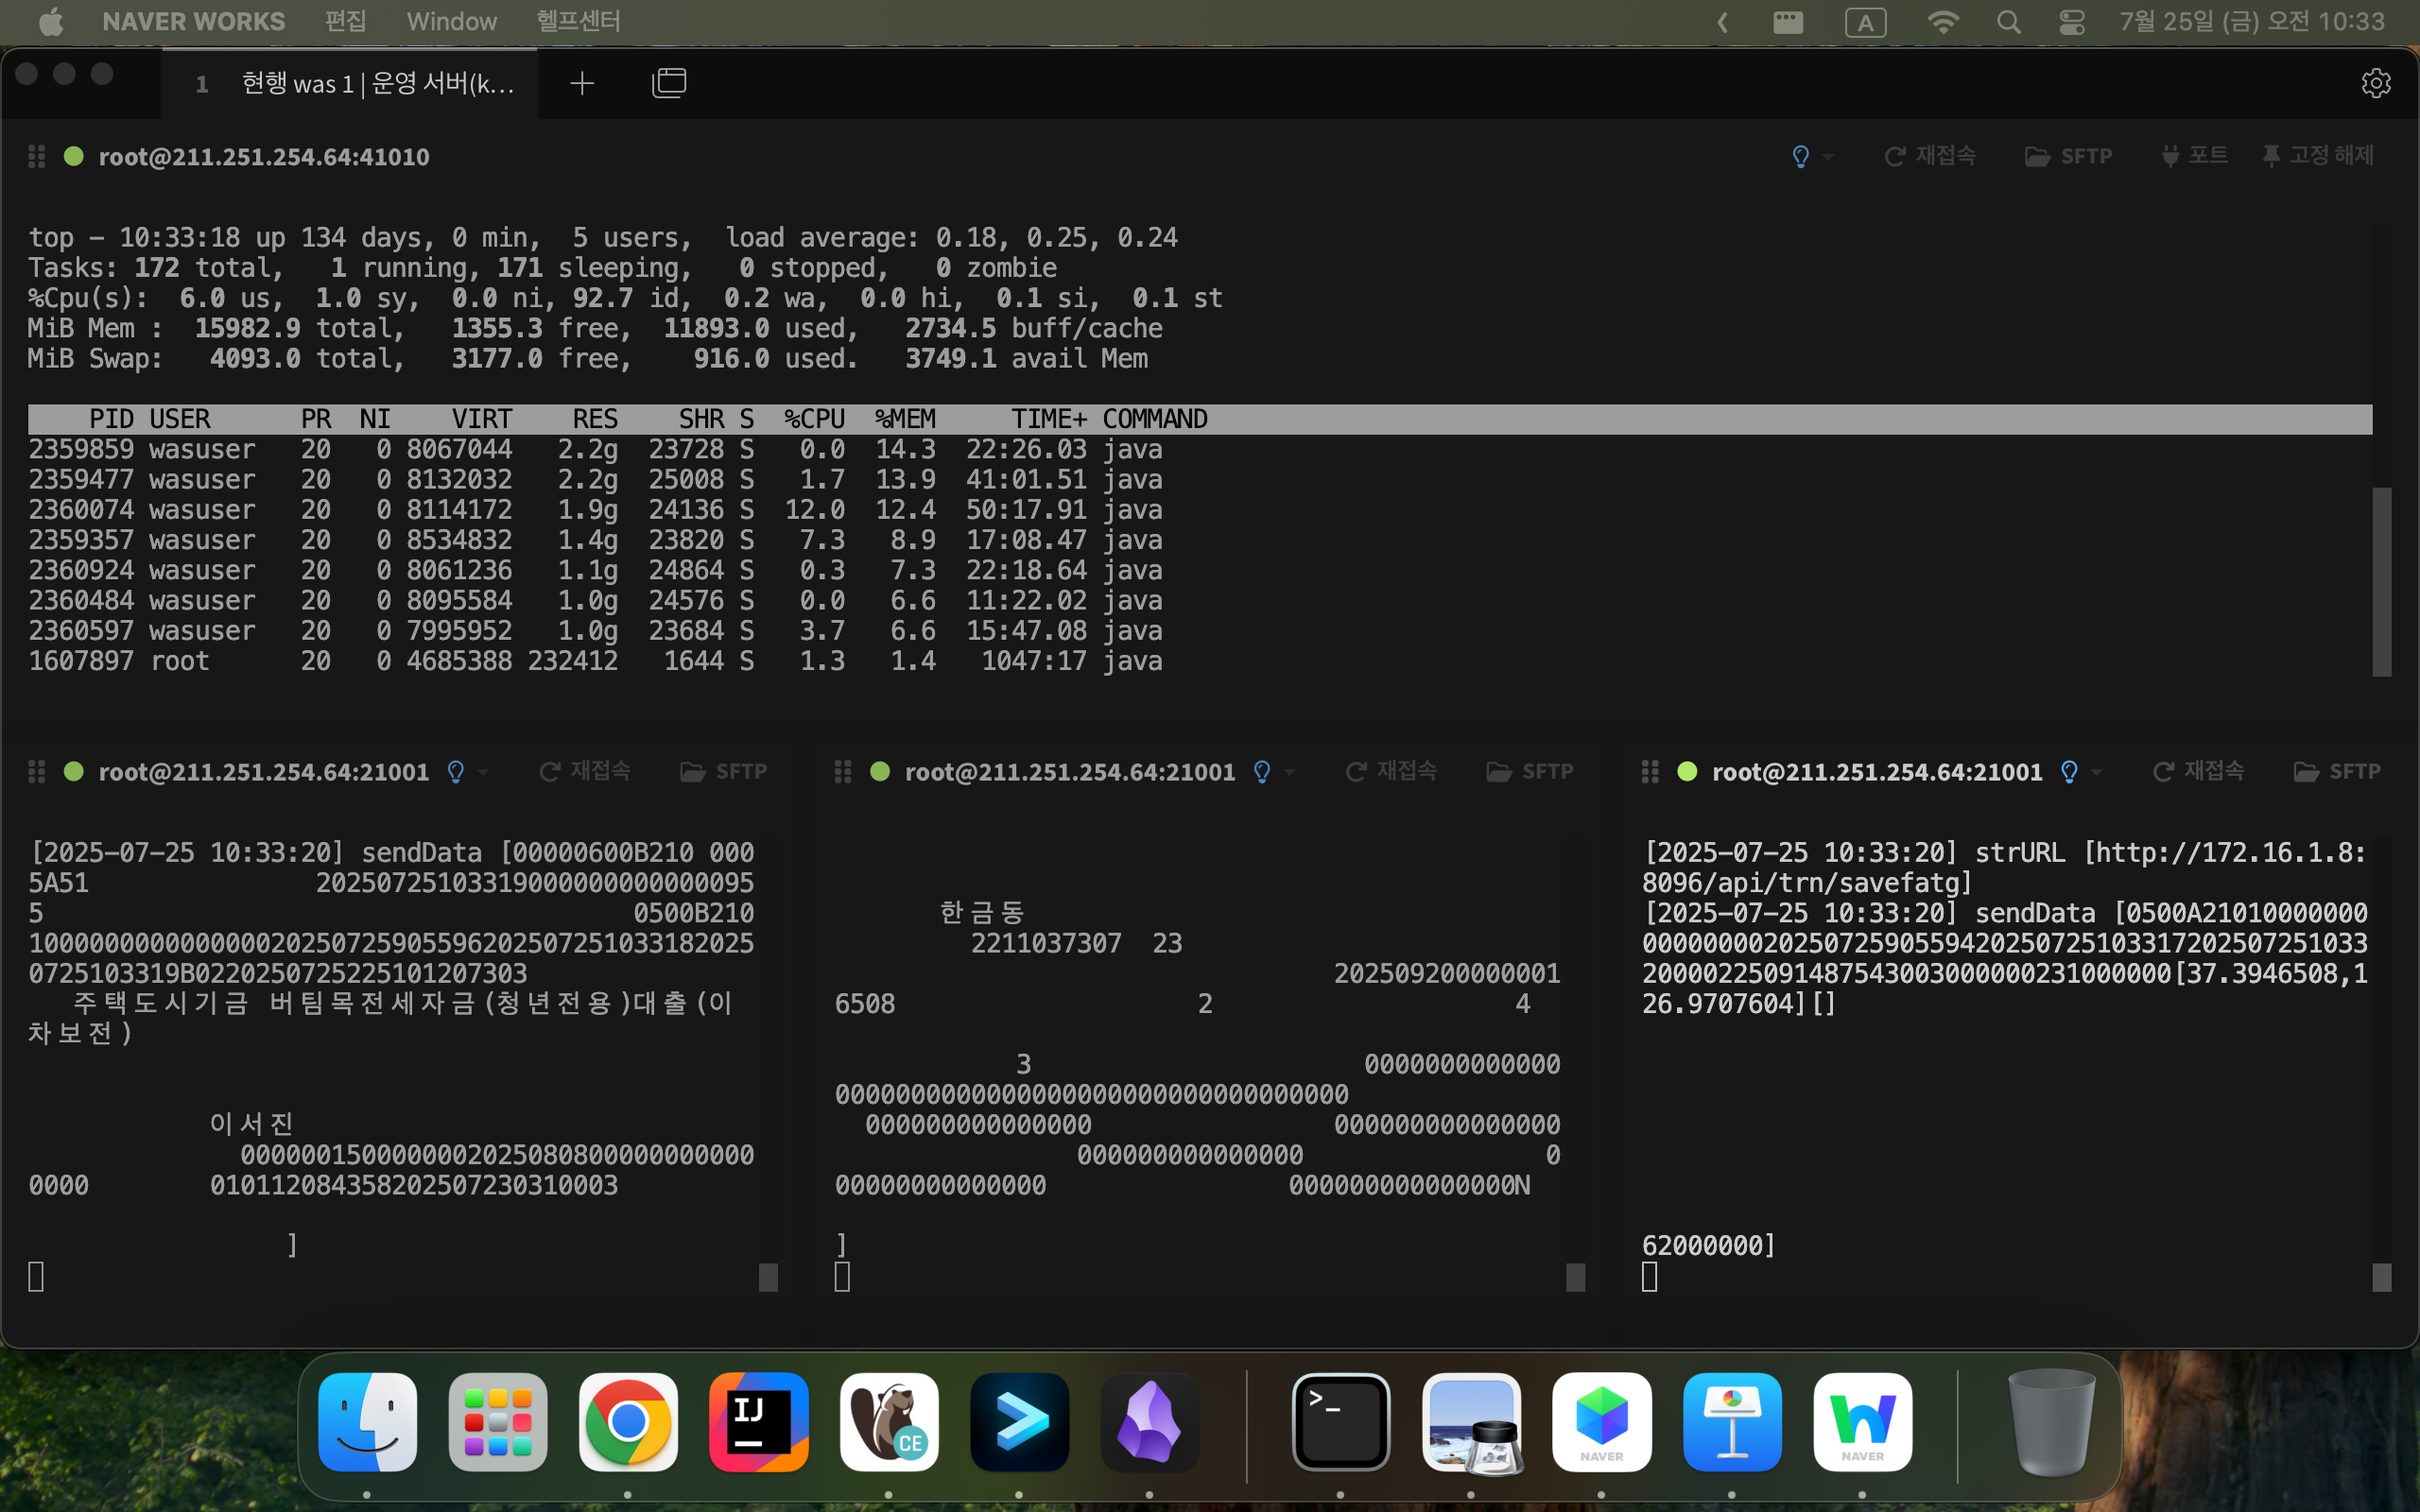 NAVER WORKS 편집 Window 헬프센터 A 7월 25일 (금) 오전 10:33
1 현행 was 1 | 운영 서버(k...
root@211.251.254.64:41010 재접속 SFTP 포트 고정 해제
top - 10:33:18 up 134 days, 0 min, 5 users, load average: 0.18, 0.25, 0.24
Tasks: 172 total, 1 running, 171 sleeping, 0 stopped, 0 zombie
%Cpu(s): 6.0 us, 1.0 sy, 0.0 ni, 92.7 id, 0.2 wa, 0.0 hi, 0.1 si, 0.1 st
MiB Mem : 15982.9 total, 1355.3 free, 11893.0 used, 2734.5 buff/cache
MiB Swap: 4093.0 total, 3177.0 free, 916.0 used. 3749.1 avail Mem
PID USER PR NI VIRT RES SHR S %CPU %MEM TIME+ COMMAND
2359859 wasuser 20 0 8067044 2.2g 23728 S 0.0 14.3 22:26.03 java
2359477 wasuser 20 0 8132032 2.2g 25008 S 1.7 13.9 41:01.51 java
2360074 wasuser 20 0 8114172 1.9g 24136 S 12.0 12.4 50:17.91 java
2359357 wasuser 20 0 8534832 1.4g 23820 S 7.3 8.9 17:08.47 java
2360924 wasuser 20 0 8061236 1.1g 24864 S 0.3 7.3 22:18.64 java
2360484 wasuser 20 0 8095584 1.0g 24576 S 0.0 6.6 11:22.02 java
2360597 wasuser 20 0 7995952 1.0g 23684 S 3.7 6.6 15:47.08 java
1607897 root 20 0 4685388 232412 1644 S 1.3 1.4 1047:17 java
root@211.251.254.64:21001 재접속 SFTP
[2025-07-25 10:33:20] sendData [00000600B210 000
5A51 20250725103319000000000000095
5 0500B210
100000000000000020250725905596202507251033182025
0725103319B0220250725225101207303
주택도시기금 버팀목전세자금(청년전용)대출(이
차보전)
이서진
0000001500000002025080800000000000
0000 010112084358202507230310003
]
root@211.251.254.64:21001 재접속 SFTP
한금동
2211037307 23
202509200000001
6508 2 4
3 0000000000000
0000000000000000000000000000000000
000000000000000 000000000000000
000000000000000 0
00000000000000 000000000000000N
]
root@211.251.254.64:21001 재접속 SFTP
[2025-07-25 10:33:20] strURL [http://172.16.1.8:
8096/api/trn/savefatg]
[2025-07-25 10:33:20] sendData [0500A21010000000
000000002025072590559420250725103317202507251033
20000225091487543003000000231000000[37.3946508,1
26.9707604][]
62000000]
IJ CE >_ NAVER NAVER